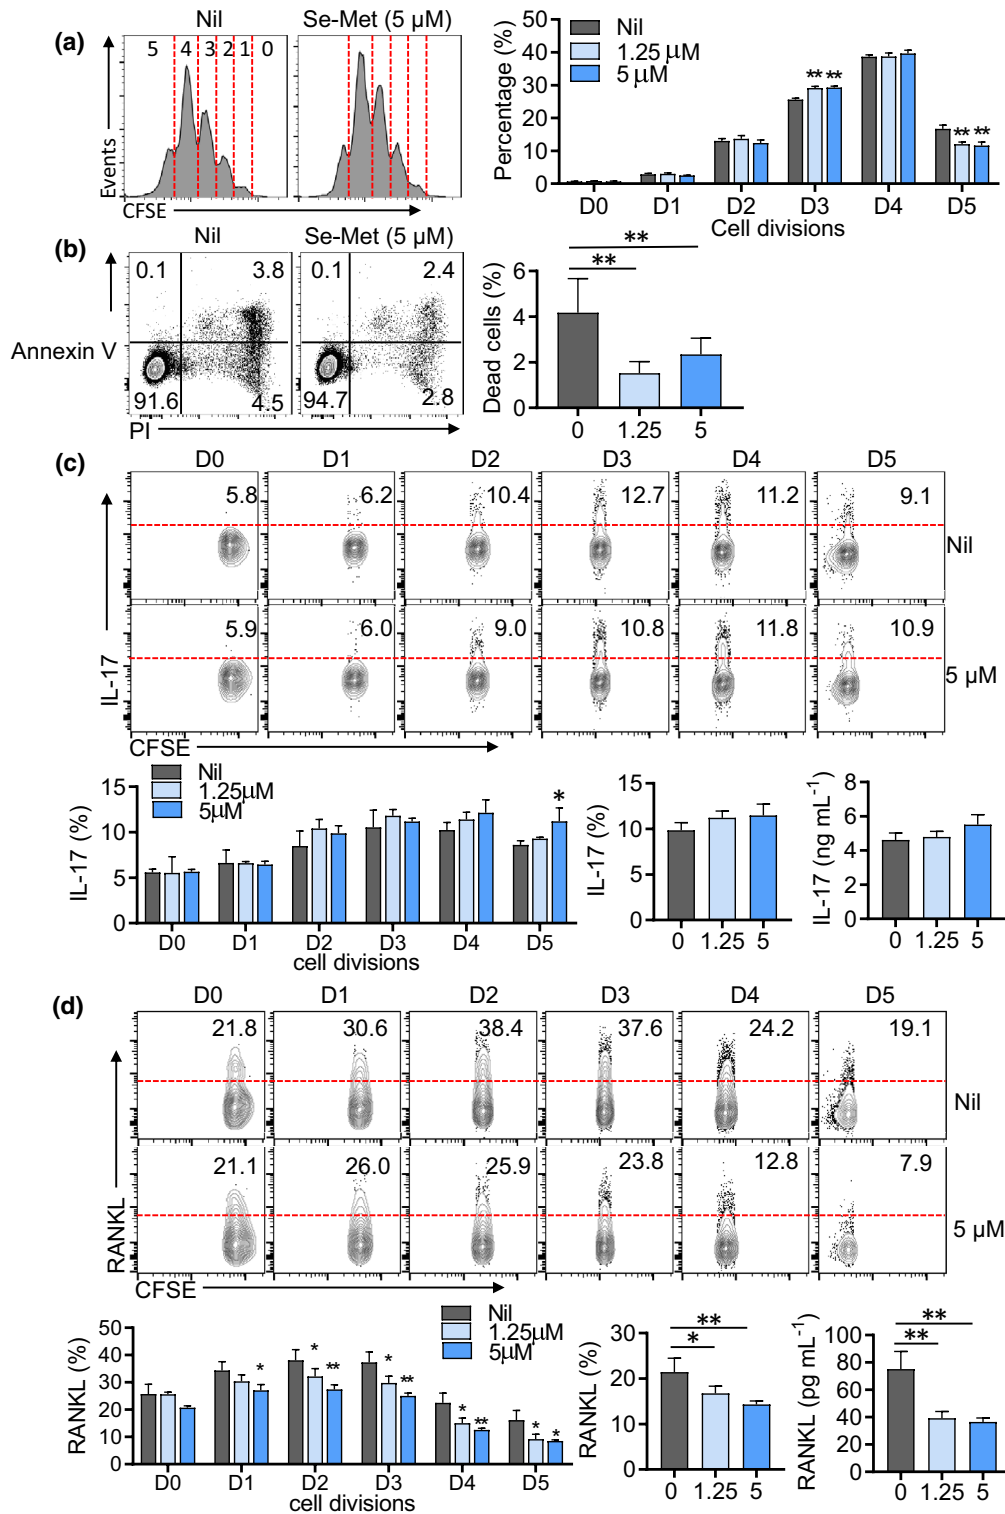 (a)
Nil
Se-Met (5 µM)
5 4 3 2 1 0
Events
CFSE
Percentage (%)
50
40
30
20
10
0
Nil
1.25 µM
5 µM
** **
** **
D0 D1 D2 D3 D4 D5
Cell divisions
(b)
Nil
Se-Met (5 µM)
0.1 3.8
91.6 4.5
0.1 2.4
94.7 2.8
Annexin V
PI
Dead cells (%)
6
4
2
0
**
**
0 1.25 5
(c)
D0 D1 D2 D3 D4 D5
5.8 6.2 10.4 12.7 11.2 9.1
Nil
5.9 6.0 9.0 10.8 11.8 10.9
5 µM
IL-17
CFSE
Nil
1.25µM
5µM
IL-17 (%)
15
10
5
0
*
D0 D1 D2 D3 D4 D5
cell divisions
IL-17 (%)
15
10
5
0
0 1.25 5
IL-17 (ng mL⁻¹)
8
6
4
2
0
0 1.25 5
(d)
D0 D1 D2 D3 D4 D5
21.8 30.6 38.4 37.6 24.2 19.1
Nil
21.1 26.0 25.9 23.8 12.8 7.9
5 µM
RANKL
CFSE
Nil
1.25µM
5µM
RANKL (%)
50
40
30
20
10
0
*
* **
* **
* **
* *
D0 D1 D2 D3 D4 D5
cell divisions
RANKL (%)
30
20
10
0
**
*
0 1.25 5
RANKL (pg mL⁻¹)
100
80
60
40
20
0
**
**
0 1.25 5